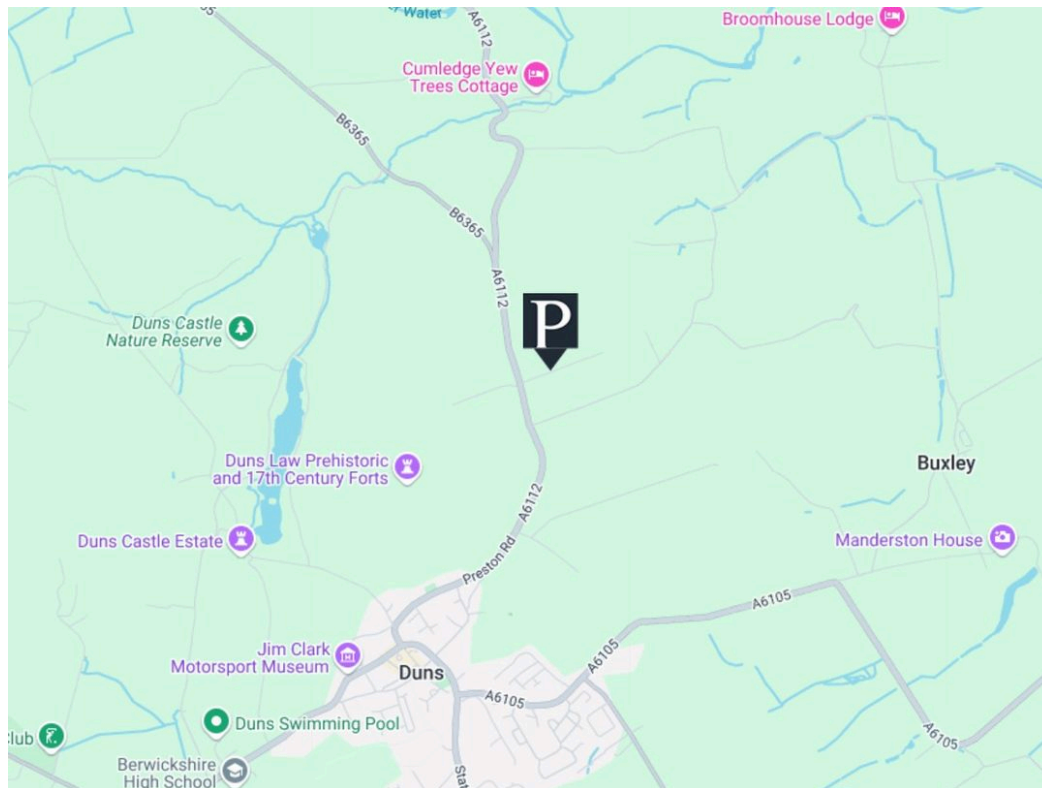 er Water
A6112
Broomhouse Lodge
Cumledge Yew
Trees Cottage
B6365
B6365
A6112
P
Duns Castle
Nature Reserve
Duns Law Prehistoric
and 17th Century Forts
Buxley
A6112
Duns Castle Estate
Manderston House
Preston Rd
A6105
Jim Clark
Motorsport Museum
A6105
Duns
A6105
Duns Swimming Pool
Club
A6105
Berwickshire
High School
Stat